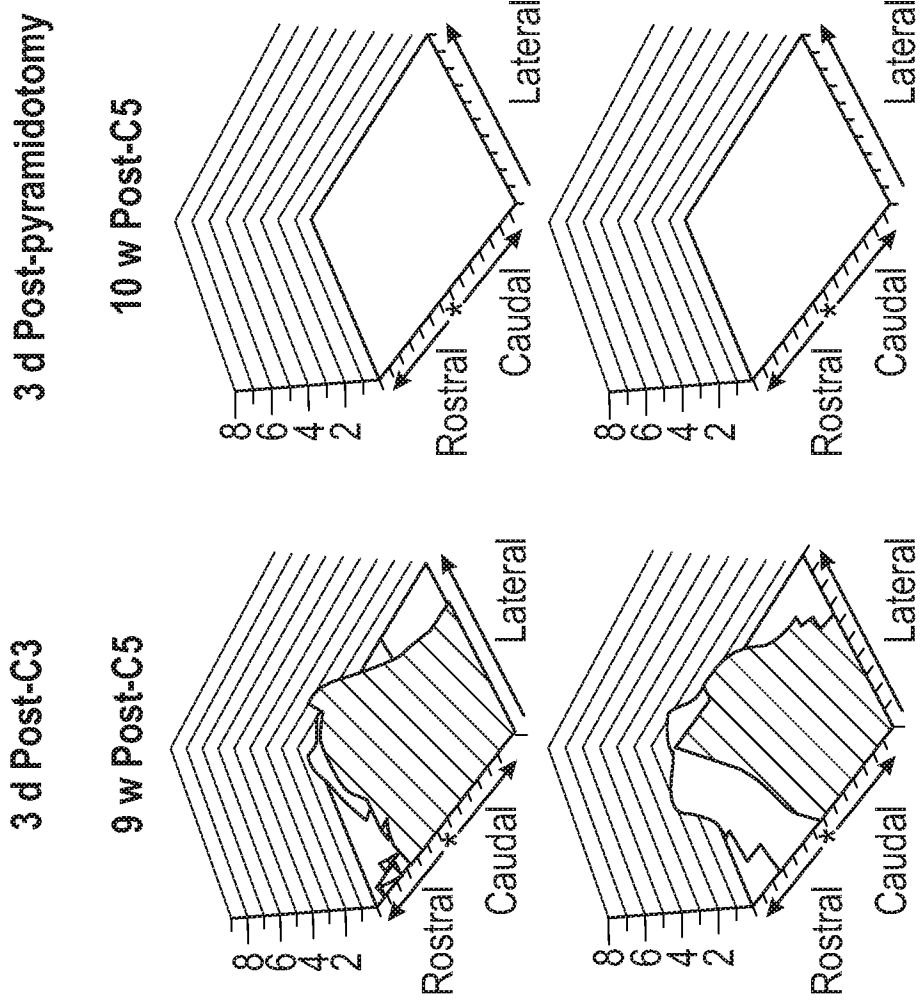 3 d Post-C3
3 d Post-pyramidotomy
9 w Post-C5
10 w Post-C5
8
6
4
2
Rostral
*
Caudal
Lateral
8
6
4
2
Rostral
*
Caudal
Lateral
8
6
4
2
Rostral
*
Caudal
Lateral
8
6
4
2
Rostral
*
Caudal
Lateral